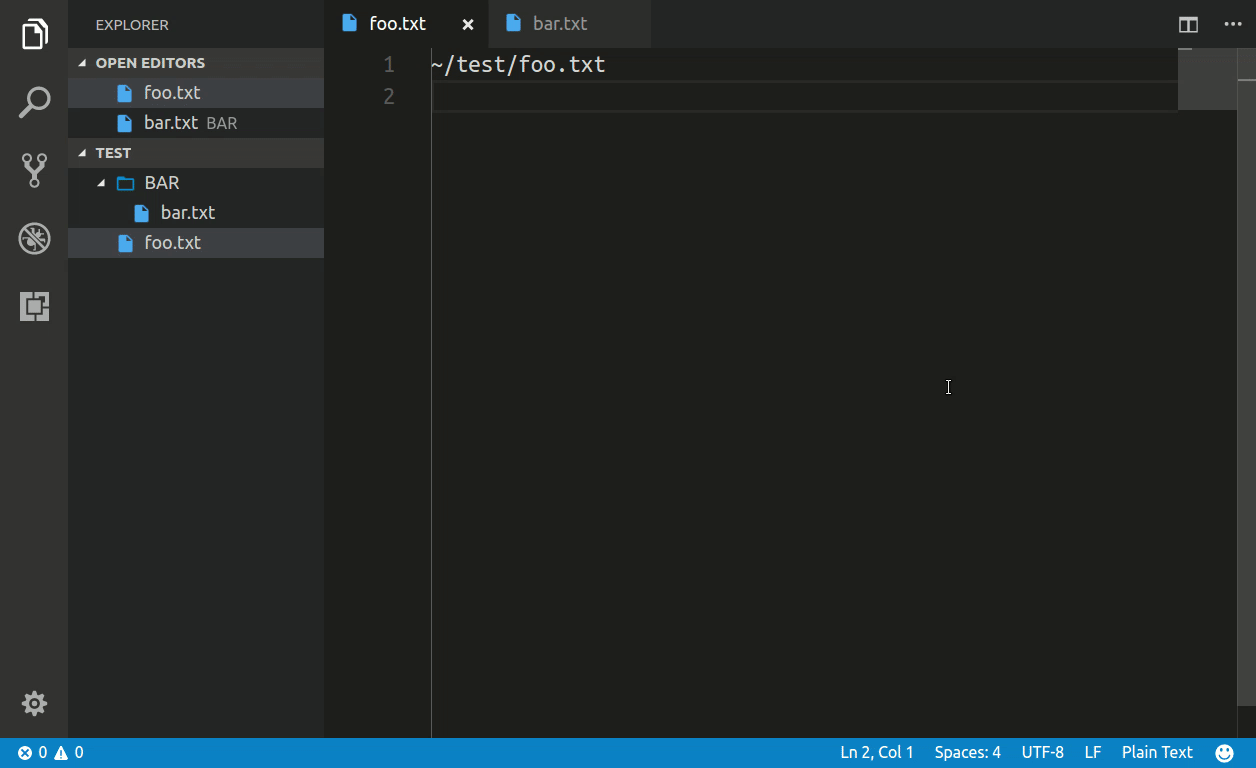 EXPLORER
OPEN EDITORS
foo.txt
bar.txt BAR
TEST
BAR
bar.txt
foo.txt
foo.txt
bar.txt
1 ~/test/foo.txt
2
0 0
Ln 2, Col 1 Spaces: 4 UTF-8 LF Plain Text